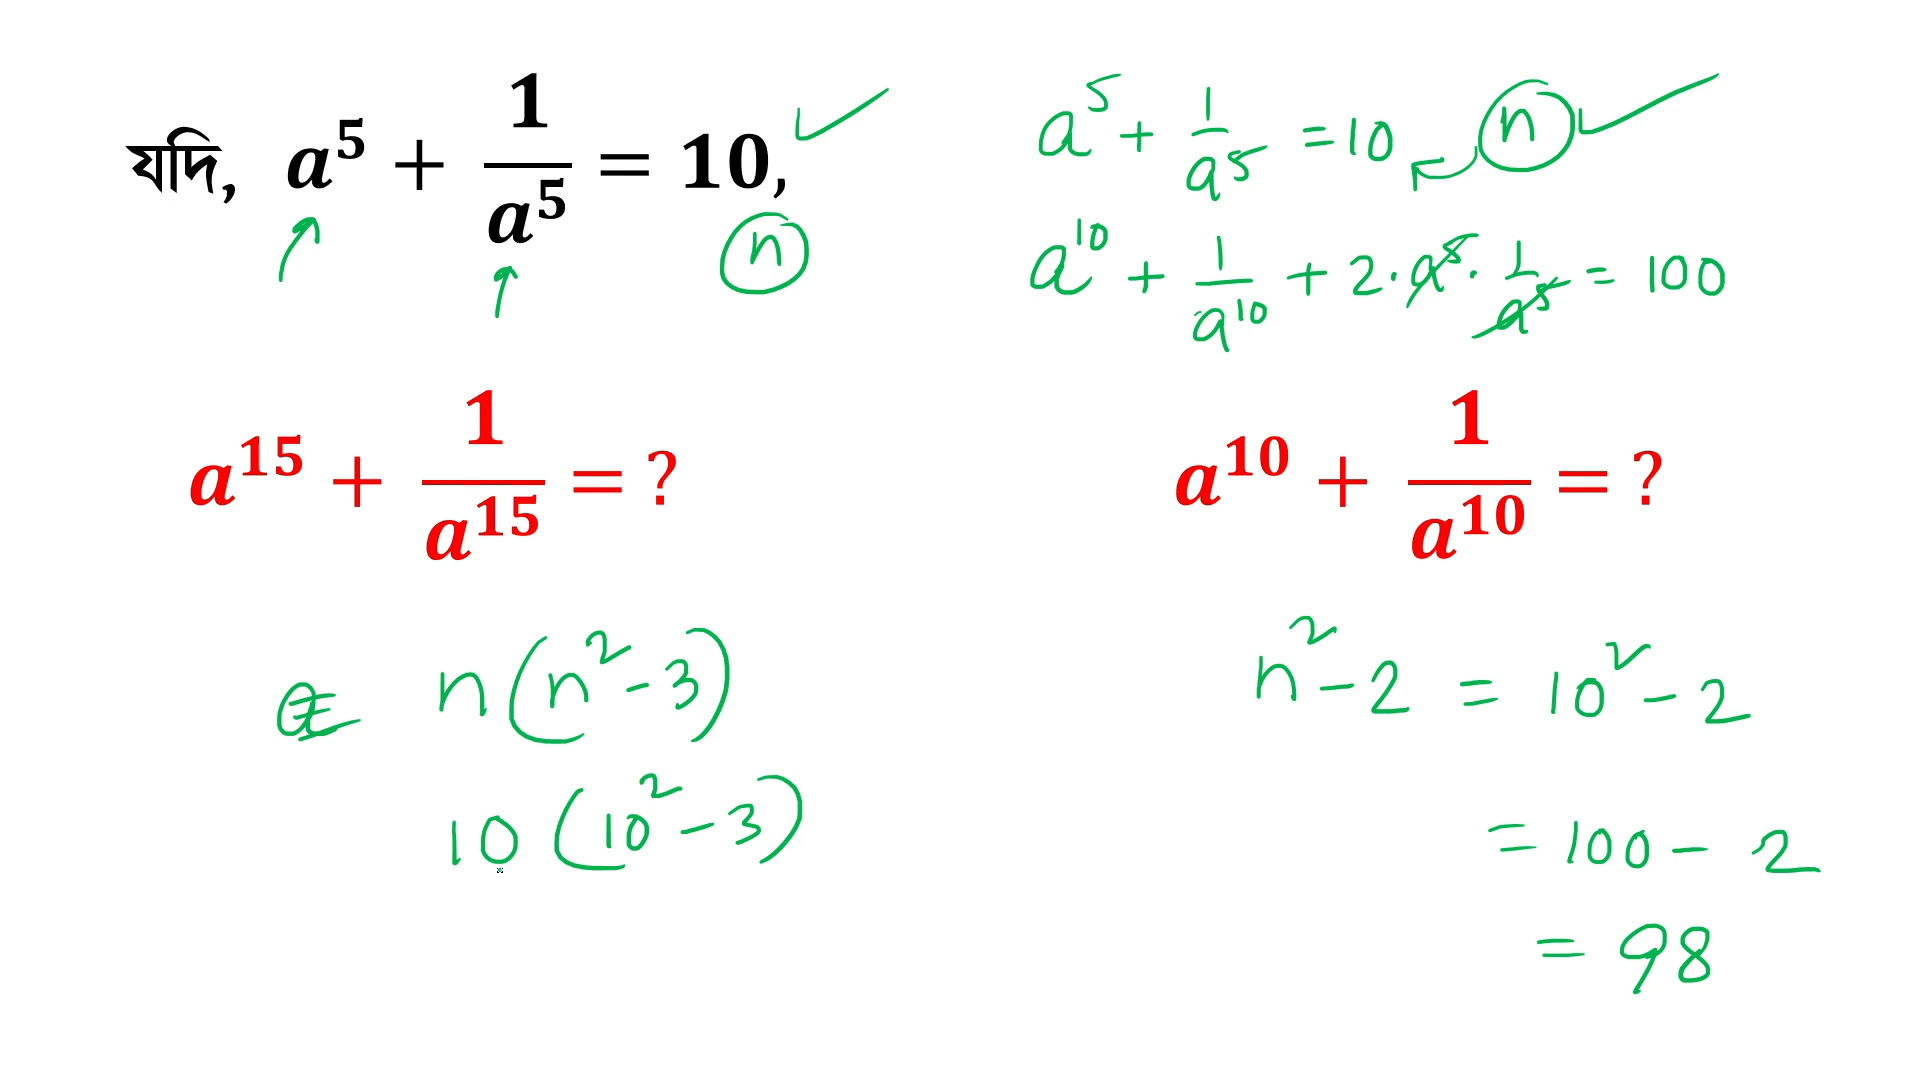 যদি, a⁵ + 1/a⁵ = 10,
n
a¹⁵ + 1/a¹⁵ = ?
n(n² - 3)
10(10² - 3)
a⁵ + 1/a⁵ = 10 n
a¹⁰ + 1/a¹⁰ + 2 · a⁵ · 1/a⁵ = 100
a¹⁰ + 1/a¹⁰ = ?
n² - 2 = 10² - 2
= 100 - 2
= 98